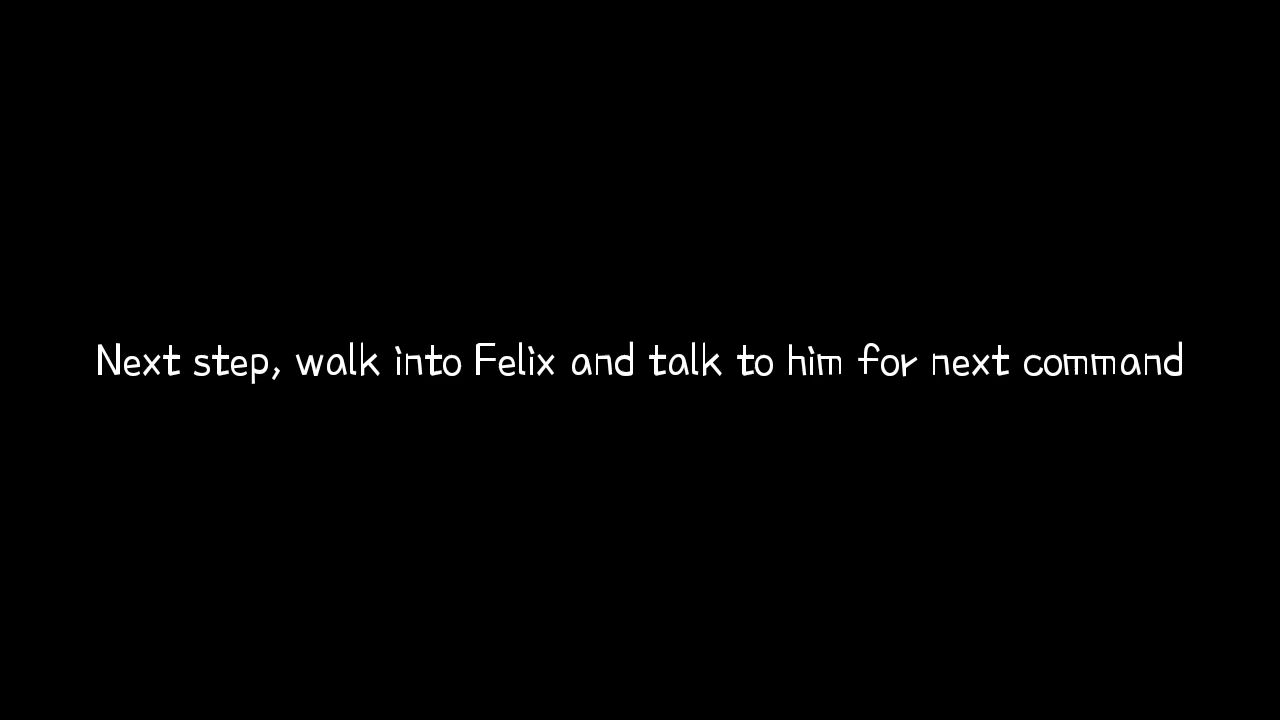 Next step, walk into Felix and talk to him for next command